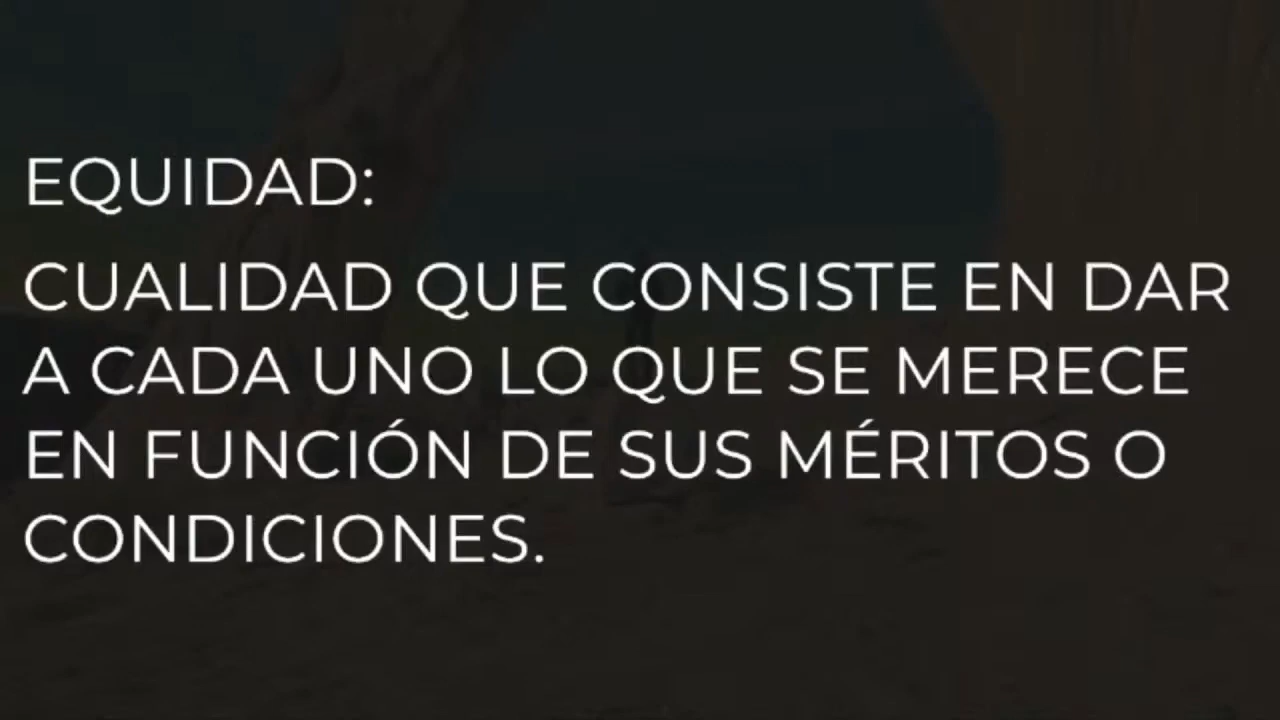 EQUIDAD:
CUALIDAD QUE CONSISTE EN DAR
A CADA UNO LO QUE SE MERECE
EN FUNCIÓN DE SUS MÉRITOS O
CONDICIONES.